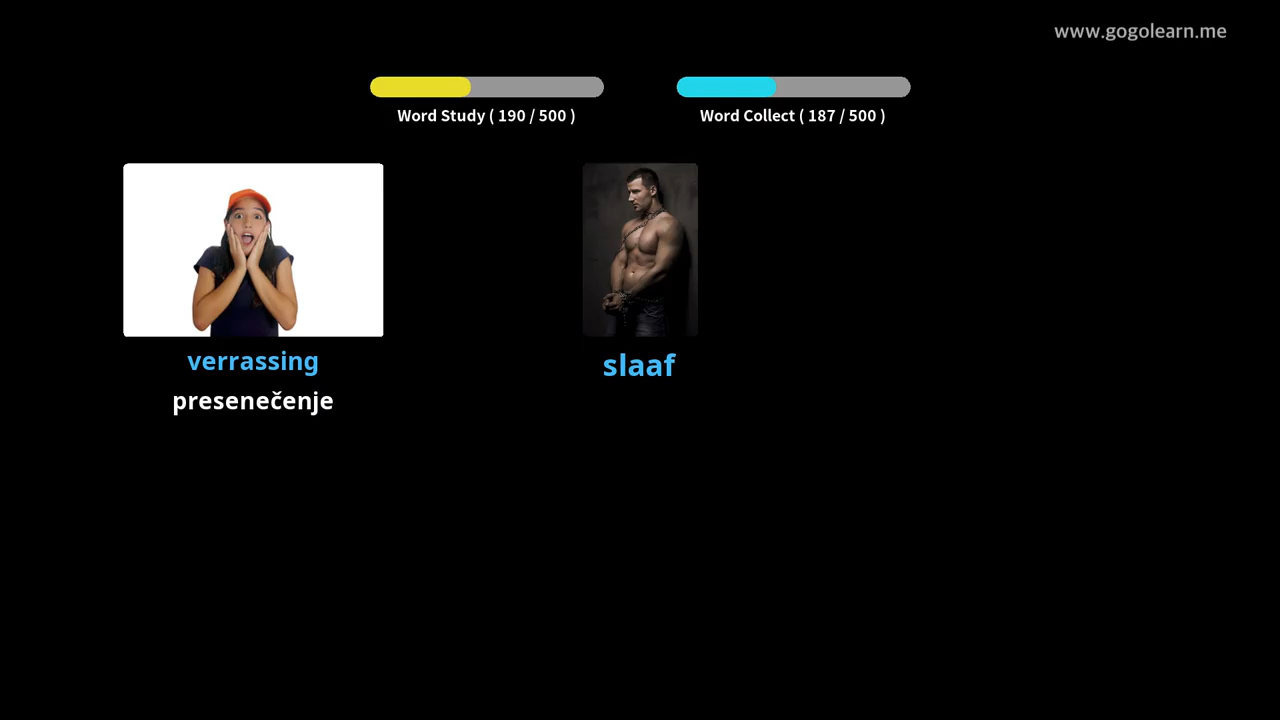 www.gogolearn.me
Word Study ( 190 / 500 )
Word Collect ( 187 / 500 )
verrassing
presenečenje
slaaf